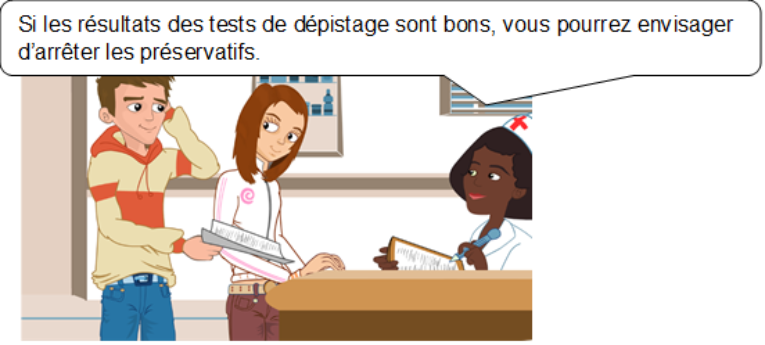 Si les résultats des tests de dépistage sont bons, vous pourrez envisager
d'arrêter les préservatifs.